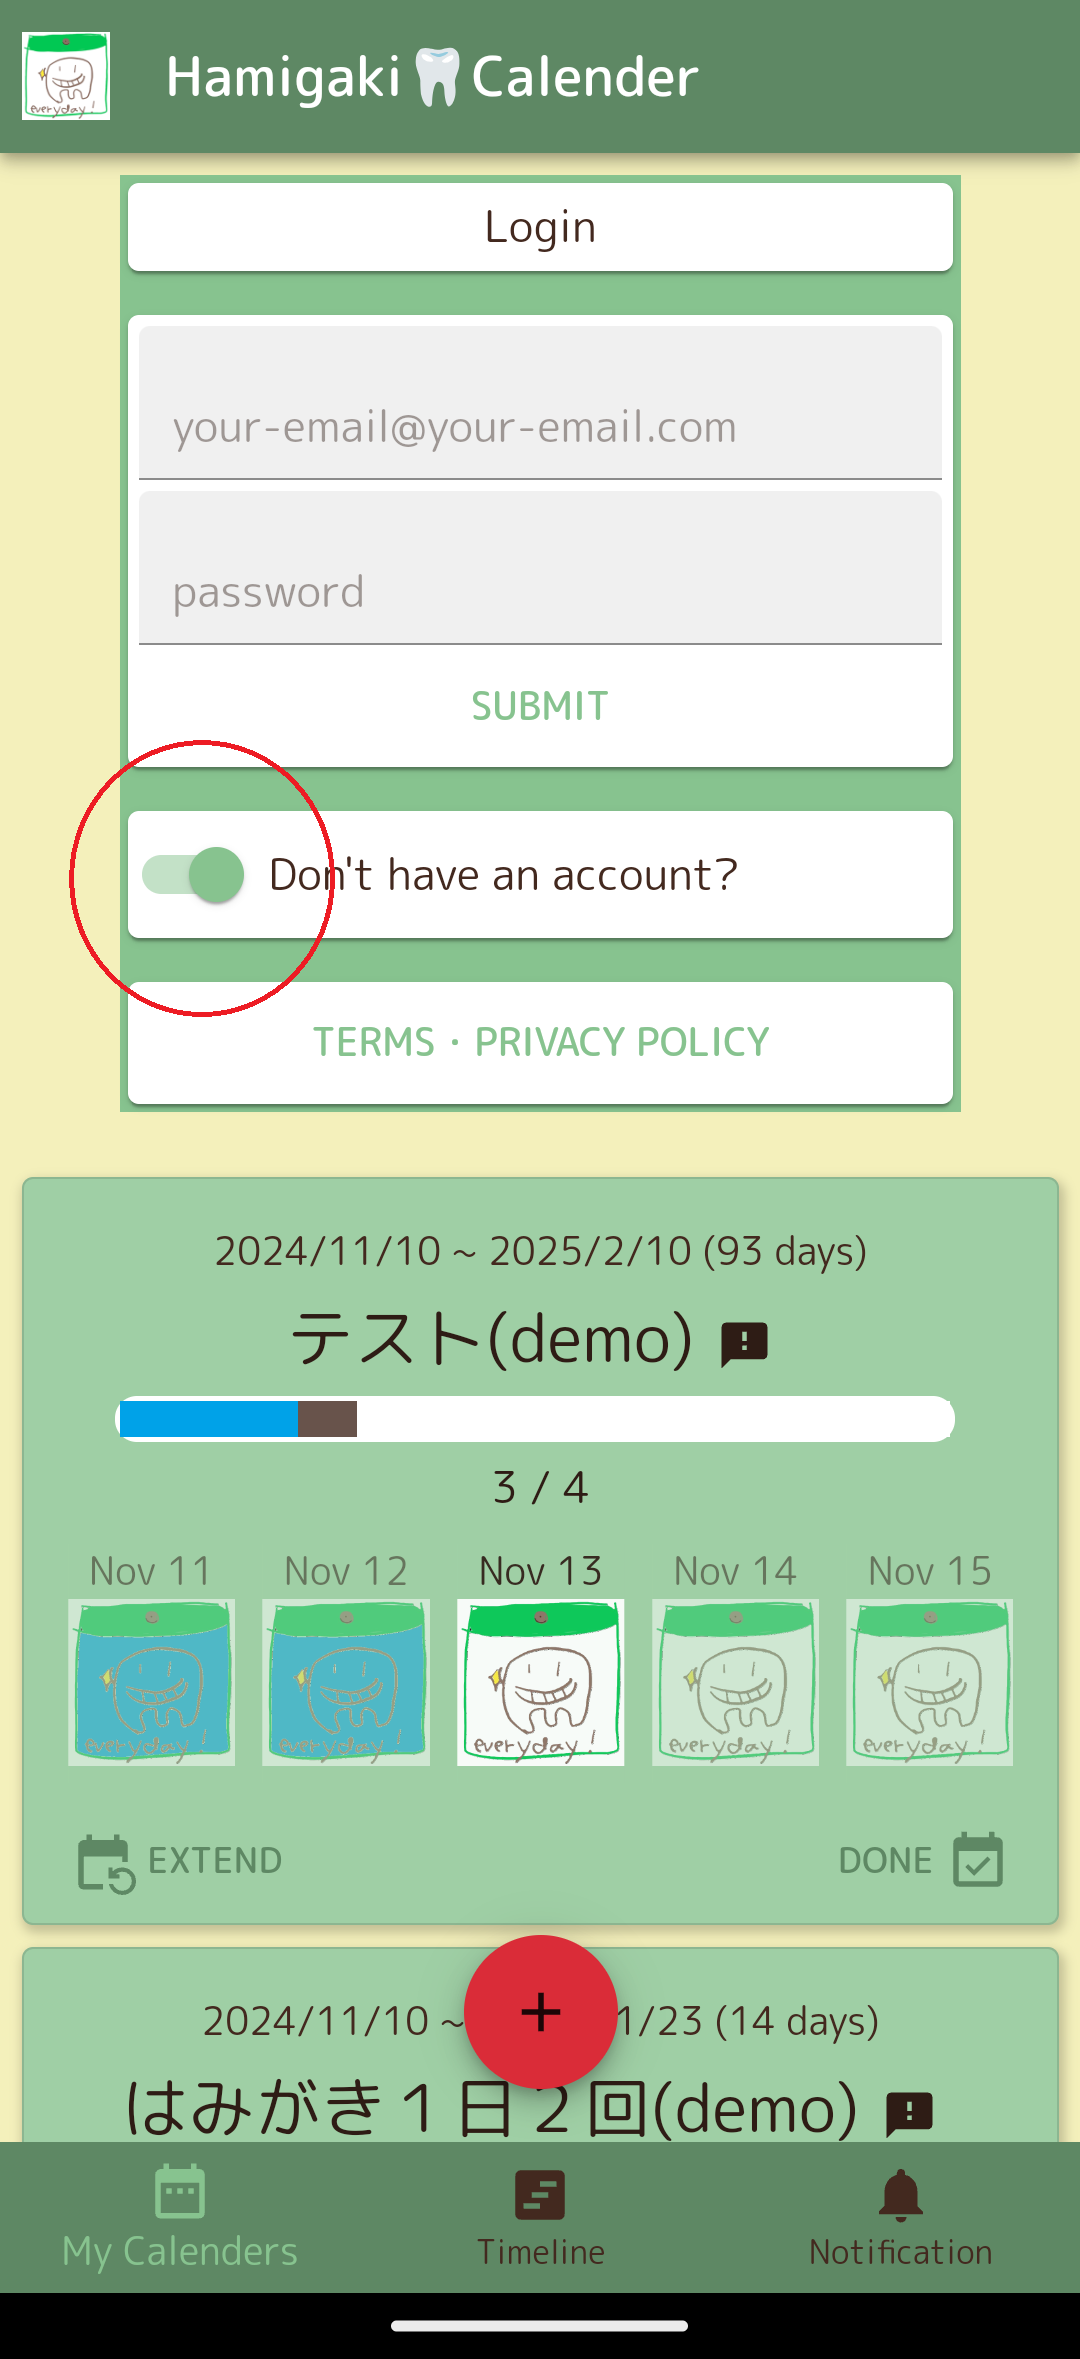 everyday!
Hamigaki🦷Calender
Login
your-email@your-email.com
password
SUBMIT
Don't have an account?
TERMS · PRIVACY POLICY
2024/11/10 ~ 2025/2/10 (93 days)
テスト(demo)
3 / 4
Nov 11 Nov 12 Nov 13 Nov 14 Nov 15
everyday! everyday! everyday! everyday! everyday!
EXTEND DONE
+
2024/11/10 ~ 1/23 (14 days)
はみがき１日２回(demo)
My Calenders Timeline Notification